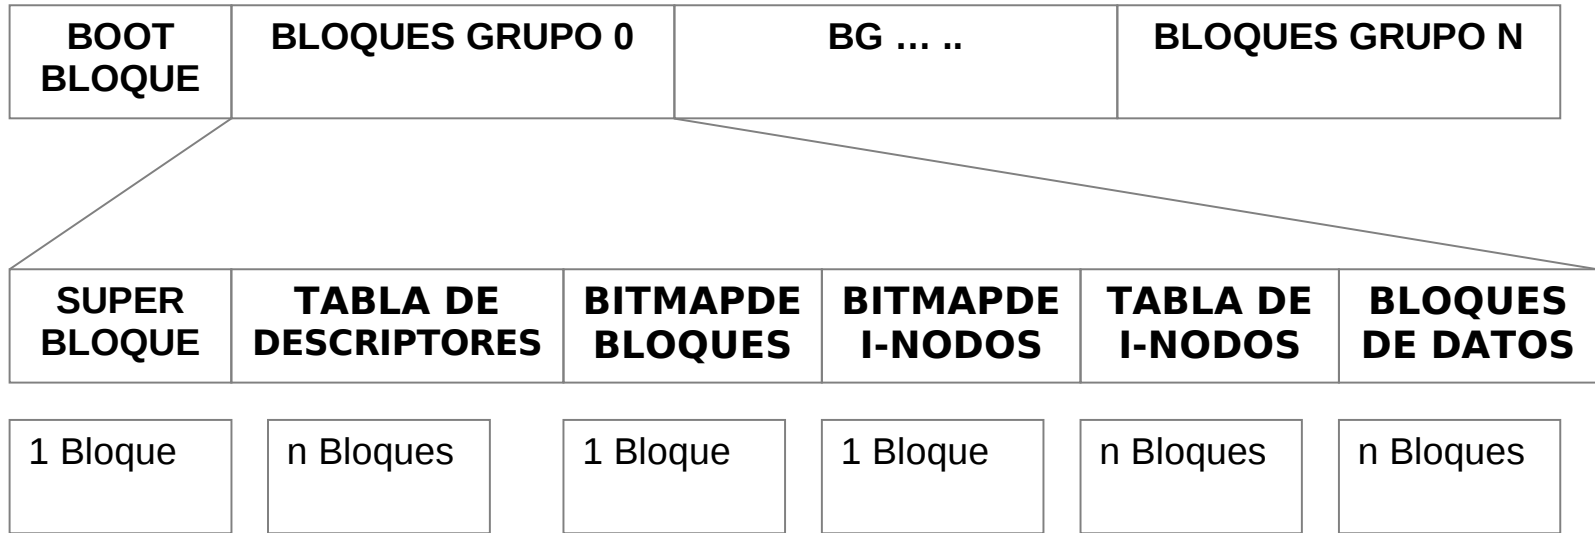 BOOT
BLOQUE
BLOQUES GRUPO 0
BG ... ..
BLOQUES GRUPO N
SUPER
BLOQUE
TABLA DE
DESCRIPTORES
BITMAPDE
BLOQUES
BITMAPDE
I-NODOS
TABLA DE
I-NODOS
BLOQUES
DE DATOS
1 Bloque
n Bloques
1 Bloque
1 Bloque
n Bloques
n Bloques